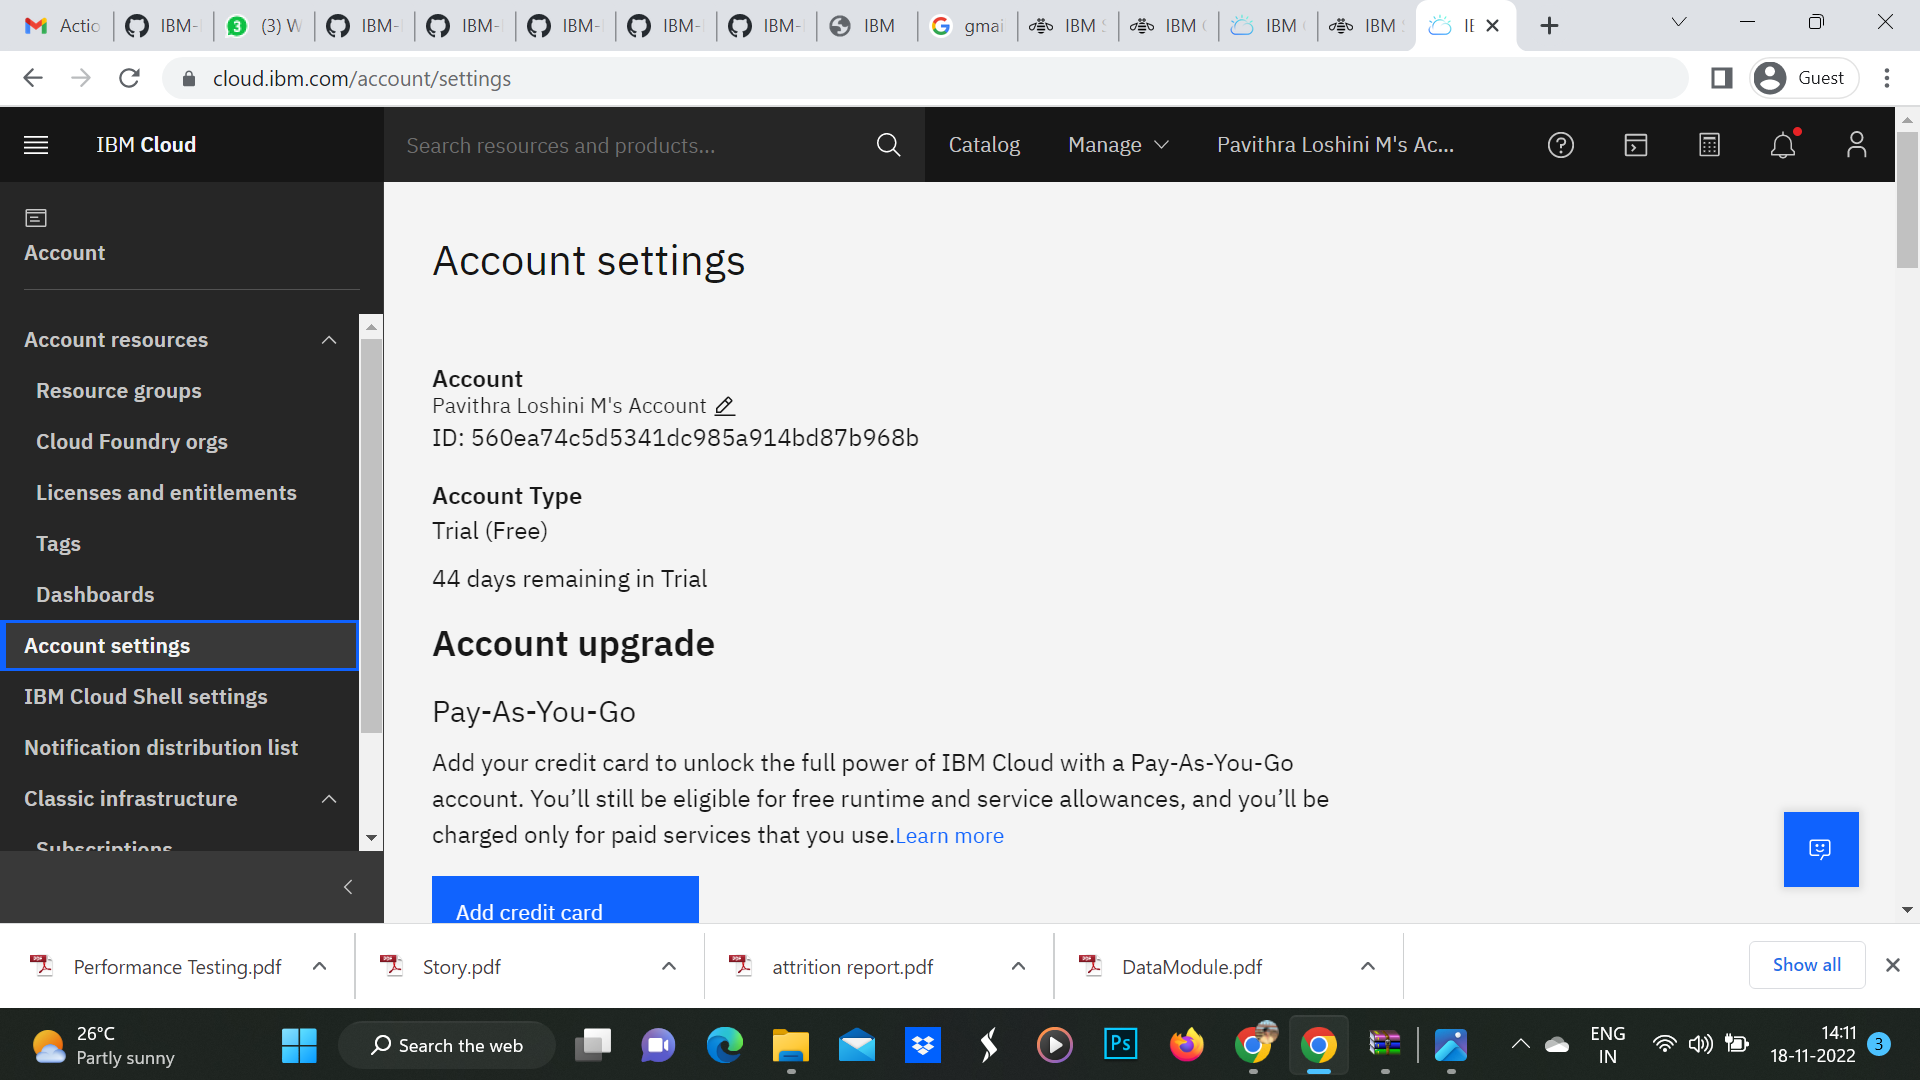 Actio
IBM-
(3) W
IBM-
IBM-
IBM-
IBM-
IBM-
IBM
gmai
IBM S
IBM C
IBM C
IBM S
IB
cloud.ibm.com/account/settings
Guest
IBM Cloud
Search resources and products...
Catalog
Manage
Pavithra Loshini M's Ac...
Account
Account resources
Resource groups
Cloud Foundry orgs
Licenses and entitlements
Tags
Dashboards
Account settings
IBM Cloud Shell settings
Notification distribution list
Classic infrastructure
Subscriptions
Account settings
Account
Pavithra Loshini M's Account
ID: 560ea74c5d5341dc985a914bd87b968b
Account Type
Trial (Free)
44 days remaining in Trial
Account upgrade
Pay-As-You-Go
Add your credit card to unlock the full power of IBM Cloud with a Pay-As-You-Go
account. You’ll still be eligible for free runtime and service allowances, and you’ll be
charged only for paid services that you use.Learn more
Add credit card
Performance Testing.pdf
Story.pdf
attrition report.pdf
DataModule.pdf
Show all
26°C
Partly sunny
Search the web
Ps
ENG
IN
14:11
18-11-2022
3